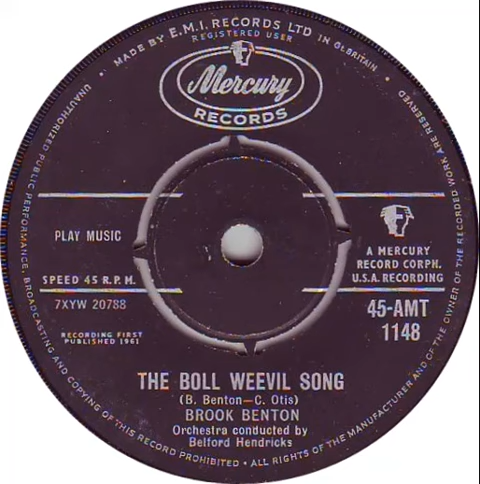 MADE BY E.M.I. RECORDS LTD IN GT. BRITAIN
REGISTERED USER
Mercury
RECORDS
PLAY MUSIC
SPEED 45 R.P.M.
7XYW 20788
RECORDING FIRST
PUBLISHED 1961
A MERCURY
RECORD CORPN.
U.S.A. RECORDING
45-AMT
1148
THE BOLL WEEVIL SONG
(B. Benton—C. Otis)
BROOK BENTON
Orchestra conducted by
Belford Hendricks
ALL RIGHTS OF THE MANUFACTURER AND OF THE OWNER OF THE RECORDED WORK RESERVED
UNAUTHORIZED PUBLIC PERFORMANCE, BROADCASTING AND COPYING OF THIS RECORD PROHIBITED